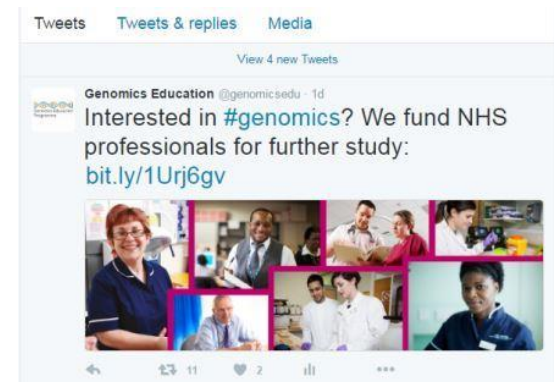 Tweets Tweets & replies Media
View 4 new Tweets
Genomics Education @genomicsedu · 1d
Interested in #genomics? We fund NHS
professionals for further study:
bit.ly/1Urj6gv
11 2